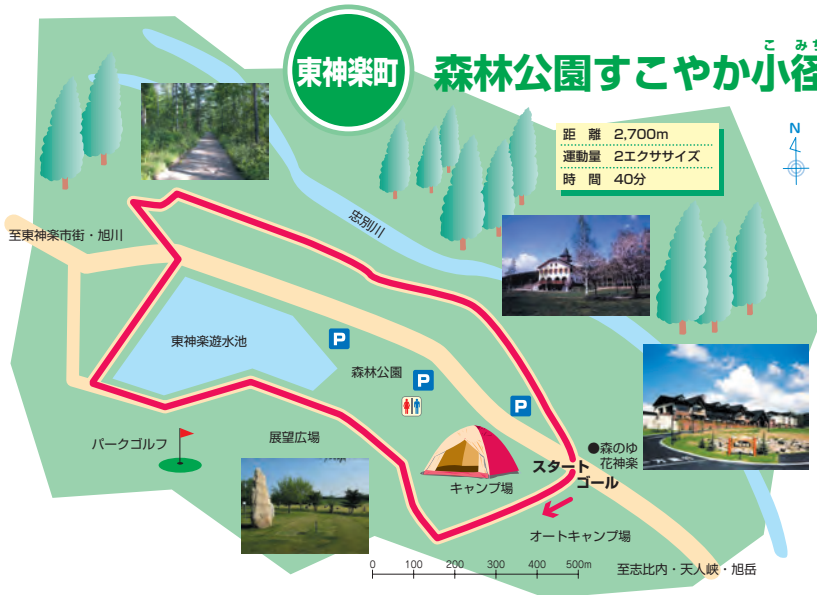 東神楽町
こみち
森林公園すこやか小径
距 離 2,700m
運動量 2エクササイズ
時 間 40分
N
忠別川
至東神楽市街・旭川
東神楽遊水池
P
森林公園
P
P
パークゴルフ
展望広場
キャンプ場
●森のゆ
花神楽
スタート
ゴール
オートキャンプ場
0 100 200 300 400 500m
至志比内・天人峡・旭岳